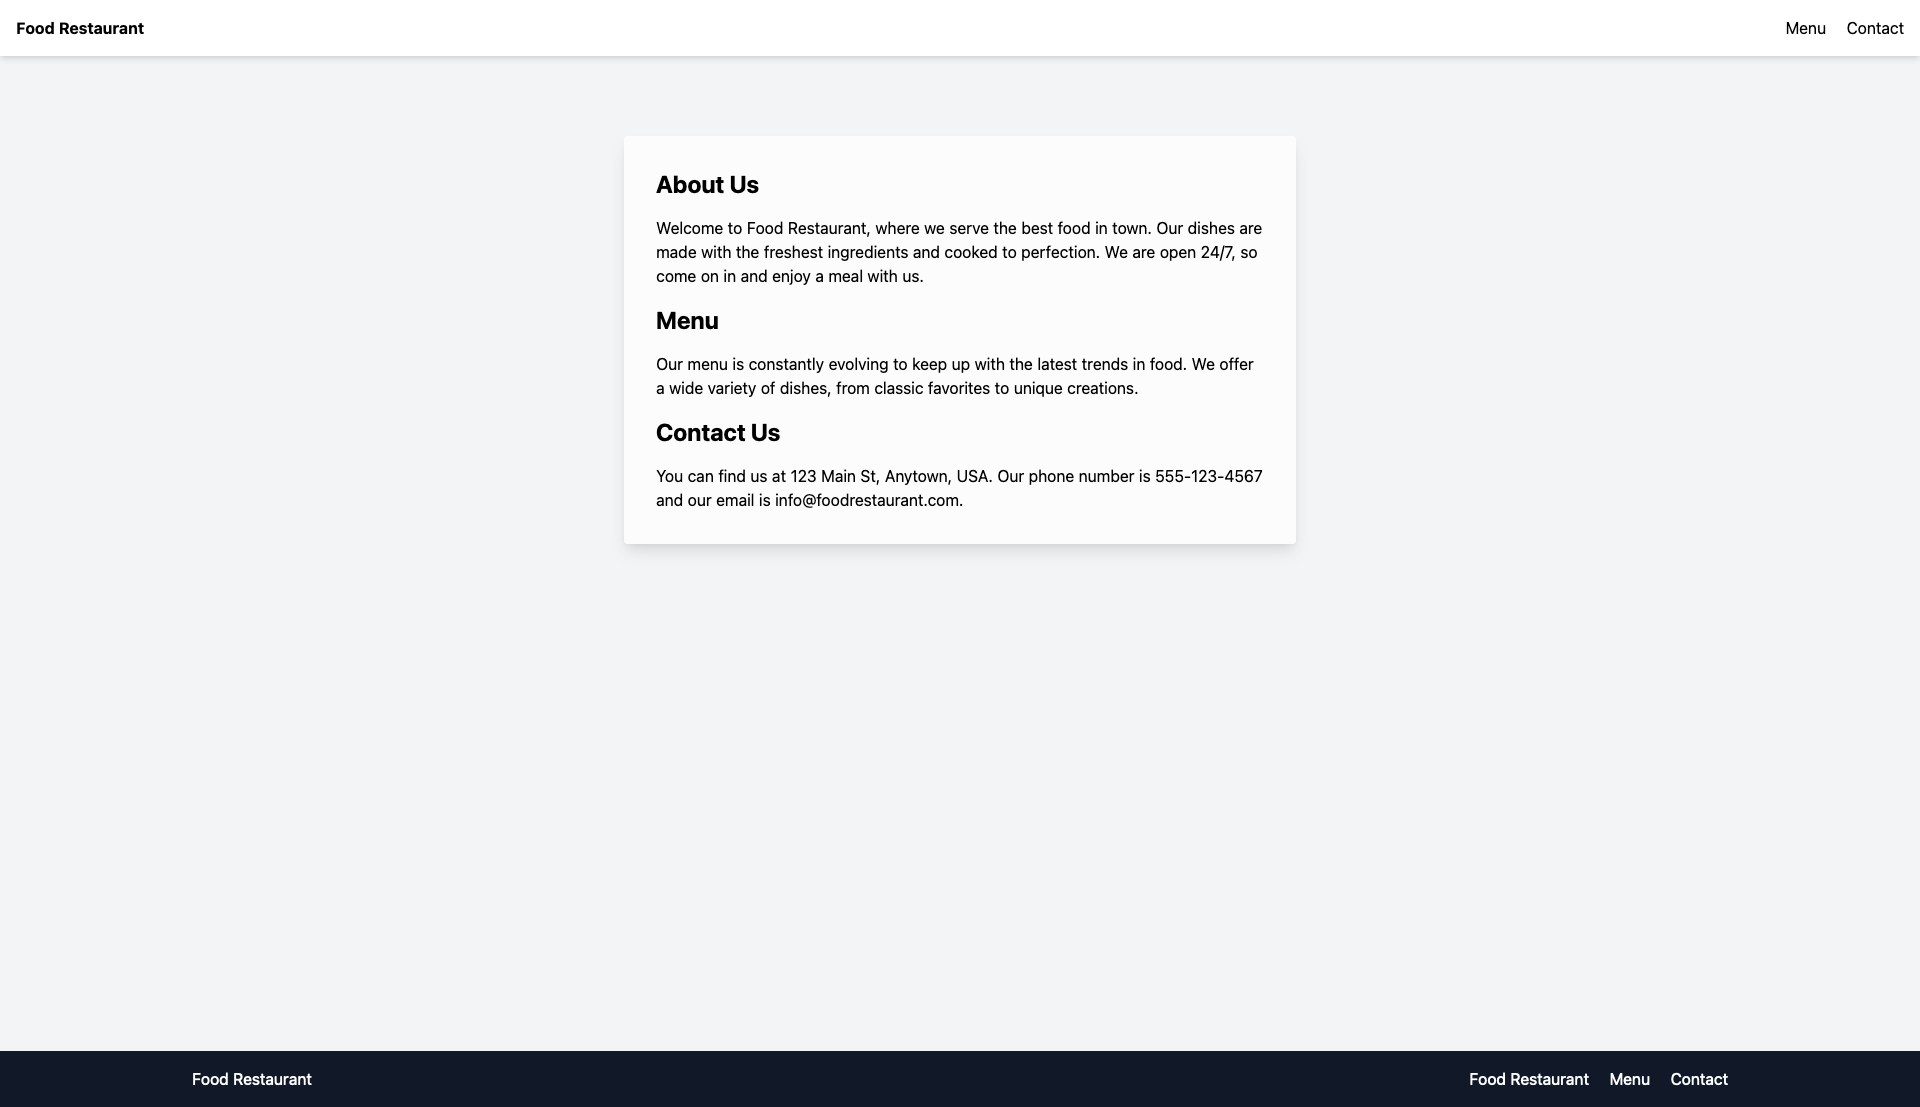 Food Restaurant
Menu
Contact
About Us
Welcome to Food Restaurant, where we serve the best food in town. Our dishes are
made with the freshest ingredients and cooked to perfection. We are open 24/7, so
come on in and enjoy a meal with us.
Menu
Our menu is constantly evolving to keep up with the latest trends in food. We offer
a wide variety of dishes, from classic favorites to unique creations.
Contact Us
You can find us at 123 Main St, Anytown, USA. Our phone number is 555-123-4567
and our email is info@foodrestaurant.com.
Food Restaurant
Food Restaurant
Menu
Contact